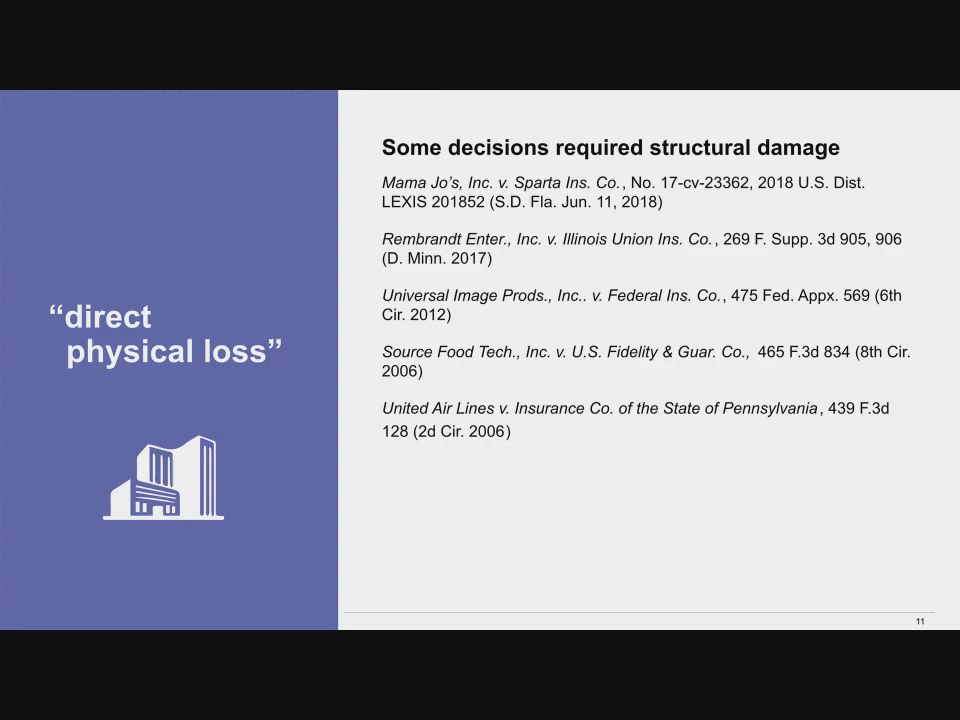 “direct
physical loss”
Some decisions required structural damage
Mama Jo’s, Inc. v. Sparta Ins. Co., No. 17-cv-23362, 2018 U.S. Dist.
LEXIS 201852 (S.D. Fla. Jun. 11, 2018)
Rembrandt Enter., Inc. v. Illinois Union Ins. Co., 269 F. Supp. 3d 905, 906
(D. Minn. 2017)
Universal Image Prods., Inc.. v. Federal Ins. Co., 475 Fed. Appx. 569 (6th
Cir. 2012)
Source Food Tech., Inc. v. U.S. Fidelity & Guar. Co., 465 F.3d 834 (8th Cir.
2006)
United Air Lines v. Insurance Co. of the State of Pennsylvania, 439 F.3d
128 (2d Cir. 2006)
11